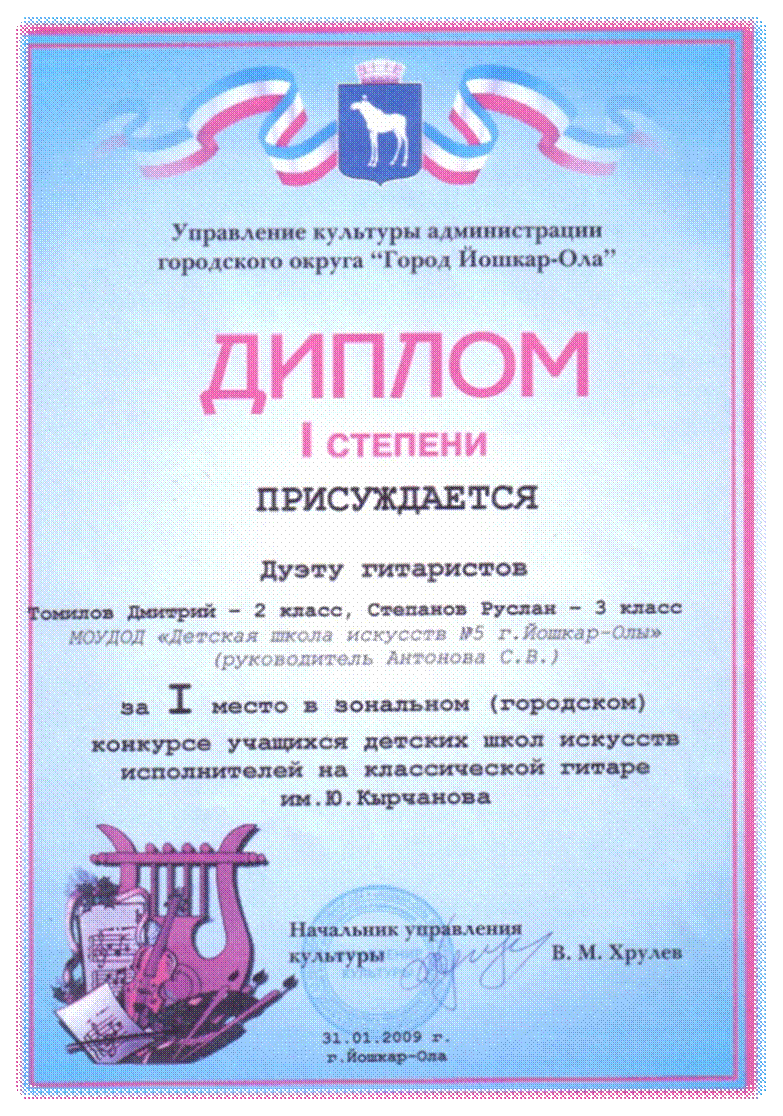 Управление культуры администрации
городского округа “Город Йошкар-Ола”
ДИПЛОМ
I СТЕПЕНИ
ПРИСУЖДАЕТСЯ
Дуэту гитаристов
Томилов Дмитрий – 2 класс, Степанов Руслан – 3 класс
МОУДОД «Детская школа искусств №5 г.Йошкар-Олы»
(руководитель Антонова С.В.)
за I место в зональном (городском)
конкурсе учащихся детских школ искусств
исполнителей на классической гитаре
им.Ю.Кырчанова
Начальник управления
культуры В. М. Хрулев
31.01.2009 г.
г.Йошкар-Ола